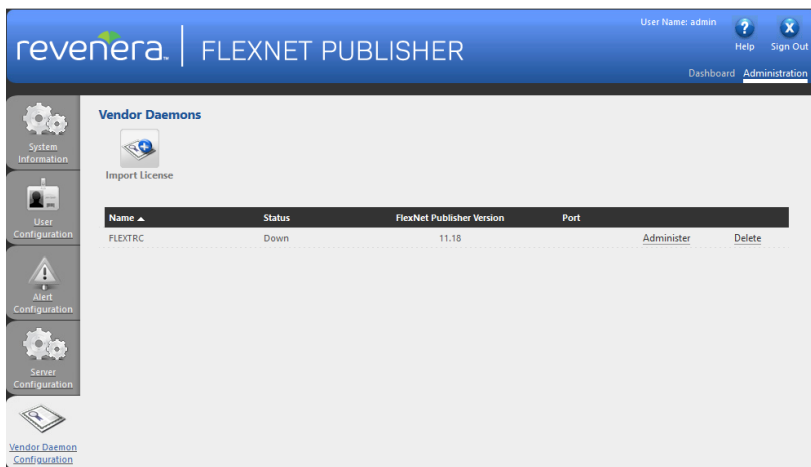 User Name: admin
?
X
Help
Sign Out
revenera. FLEXNET PUBLISHER
Dashboard Administration
System
Information
User
Configuration
Alert
Configuration
Server
Configuration
Vendor Daemon
Configuration
Vendor Daemons
Import License
Name Status FlexNet Publisher Version Port
FLEXTRC Down 11.18 Administer Delete